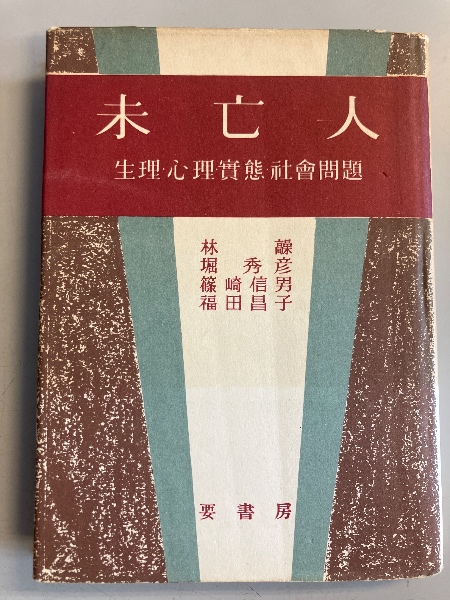 未亡人
生理・心理・實態・社會問題
林髞
堀秀彦
篠崎信男
福田昌子
要書房